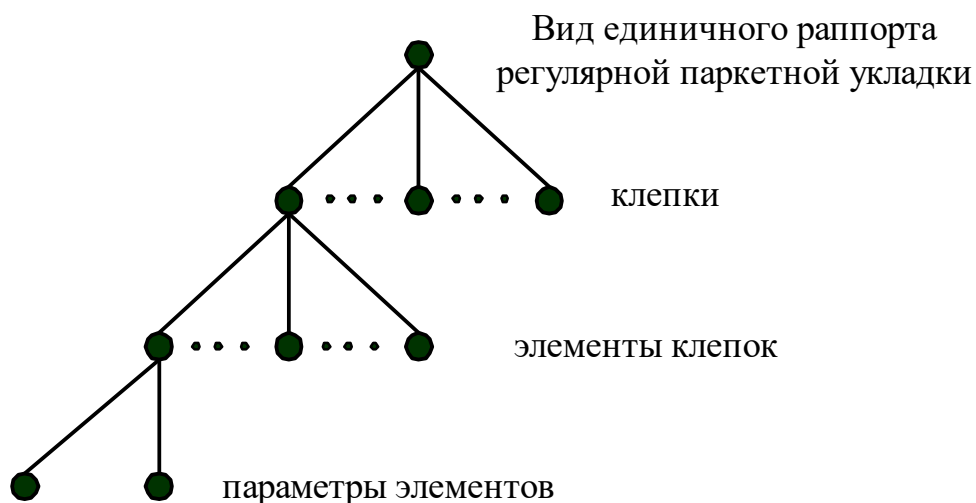 Вид единичного раппорта
регулярной паркетной укладки
клепки
элементы клепок
параметры элементов